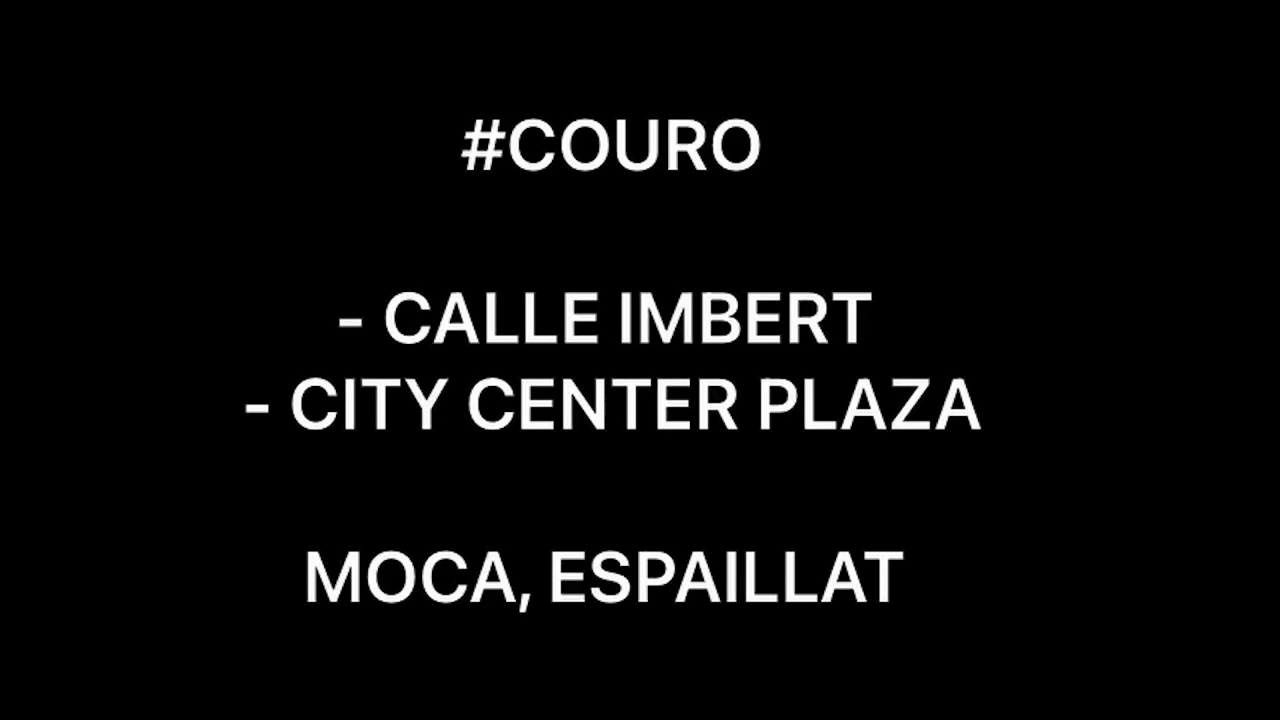 #COURO
- CALLE IMBERT
- CITY CENTER PLAZA
MOCA, ESPAILLAT